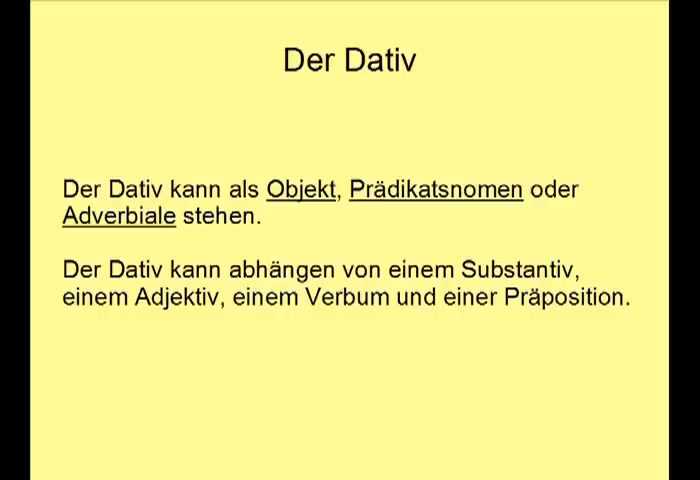 Der Dativ
Der Dativ kann als Objekt, Prädikatsnomen oder
Adverbiale stehen.
Der Dativ kann abhängen von einem Substantiv,
einem Adjektiv, einem Verbum und einer Präposition.